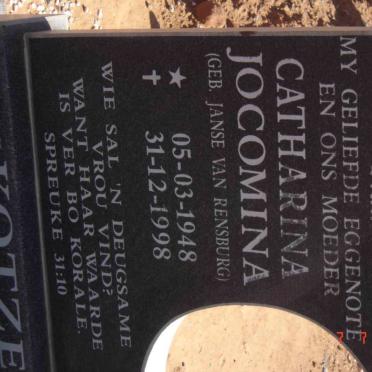 MY GELIEFDE EGGENOTE
EN ONS MOEDER
CATHARINA
JOCOMINA
(GEB. JANSE VAN RENSBURG)
05-03-1948
31-12-1998
WIE SAL 'N DEUGSAME
VROU VIND?
WANT HAAR WAARDE
IS VER BO KORALE.
SPREUKE 31:10